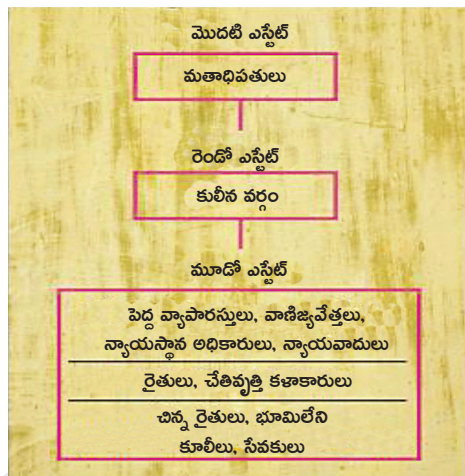 మొదటి ఎస్టేట్
మతాధిపతులు
రెండో ఎస్టేట్
కులీన వర్గం
మూడో ఎస్టేట్
పెద్ద వ్యాపారస్తులు, వాణిజ్యవేత్తలు,
న్యాయస్థాన అధికారులు, న్యాయవాదులు
రైతులు, చేతివృత్తి కళాకారులు
చిన్న రైతులు, భూమిలేని
కూలీలు, సేవకులు